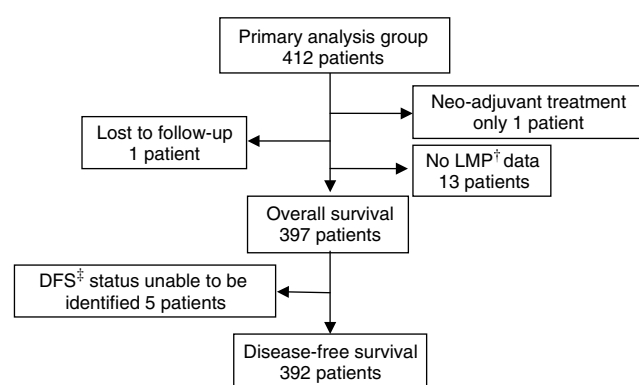 Primary analysis group
412 patients
Neo-adjuvant treatment
only 1 patient
Lost to follow-up
1 patient
No LMP† data
13 patients
Overall survival
397 patients
DFS‡ status unable to be
identified 5 patients
Disease-free survival
392 patients